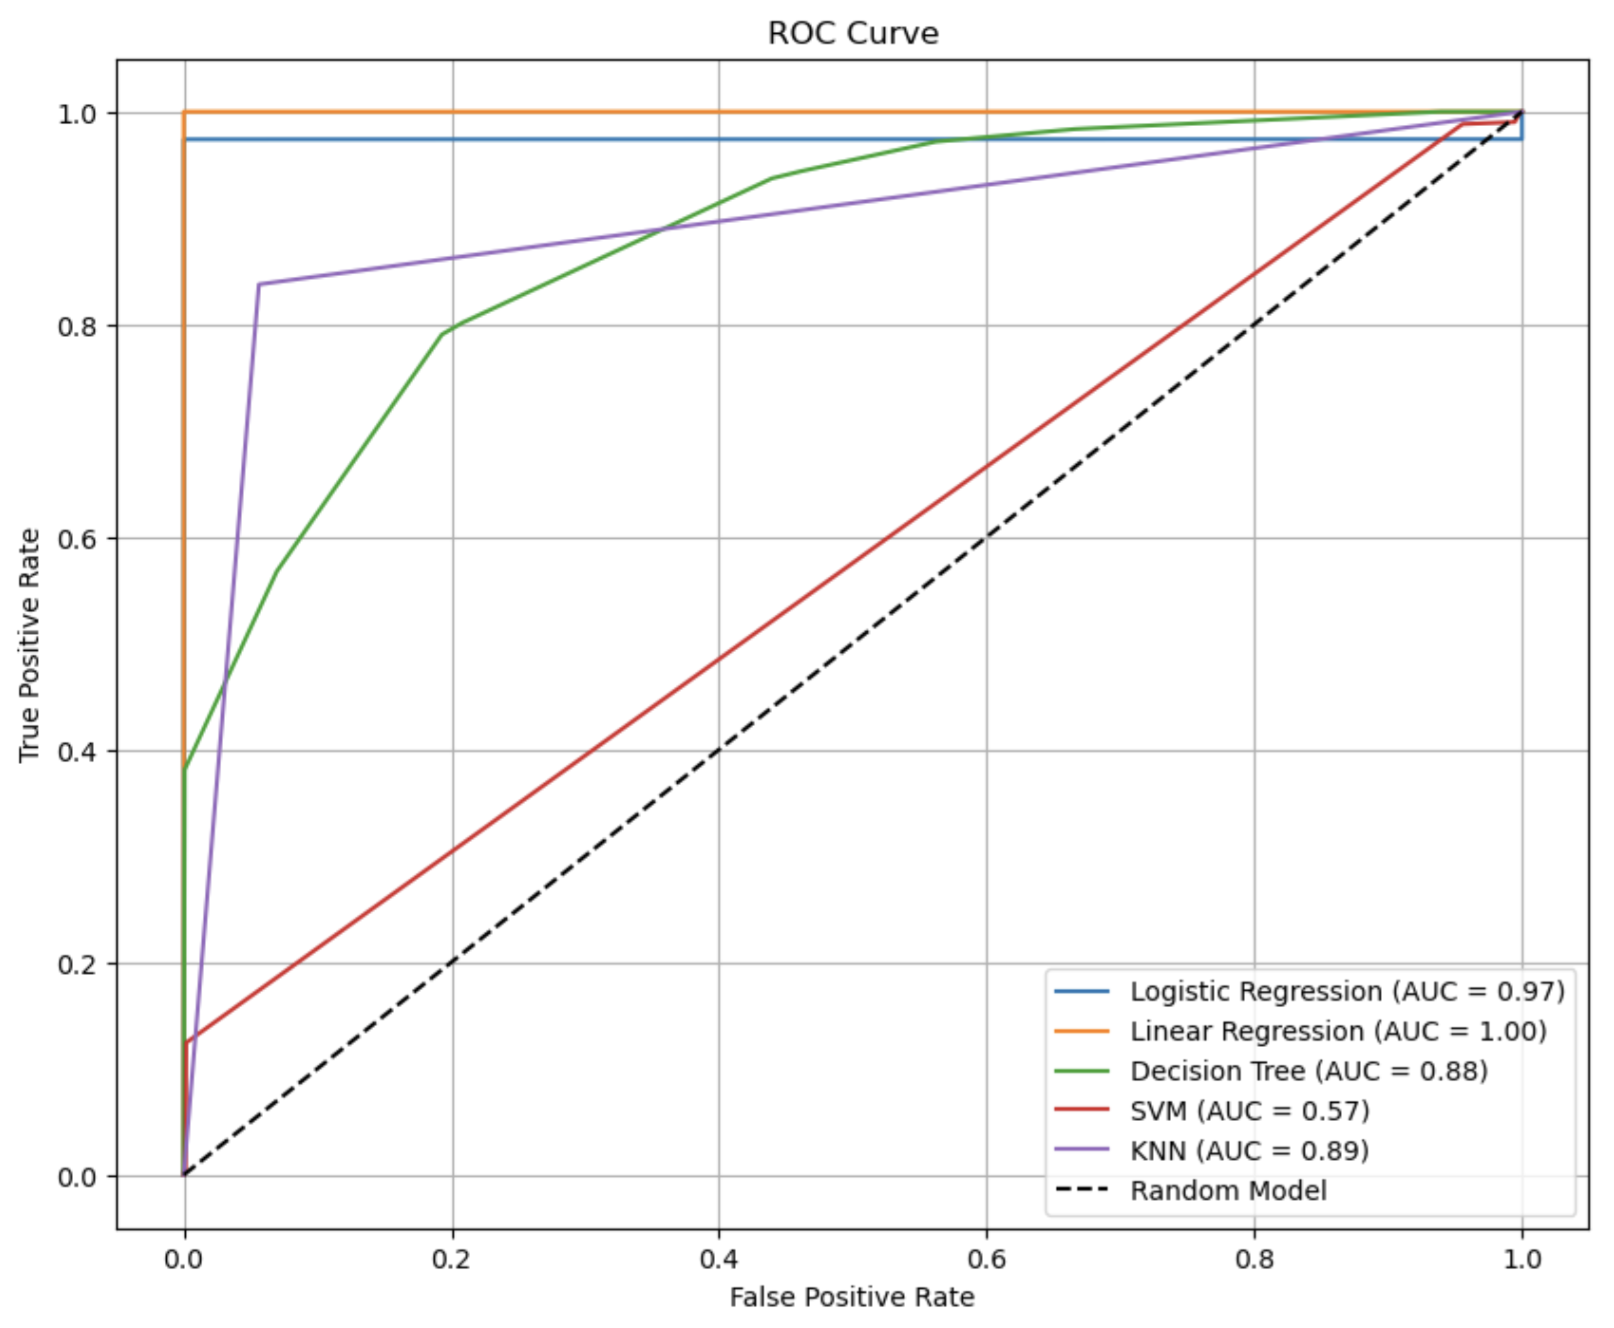 ROC Curve
True Positive Rate
1.0
0.8
0.6
0.4
0.2
0.0
0.0 0.2 0.4 0.6 0.8 1.0
False Positive Rate
Logistic Regression (AUC = 0.97)
Linear Regression (AUC = 1.00)
Decision Tree (AUC = 0.88)
SVM (AUC = 0.57)
KNN (AUC = 0.89)
Random Model